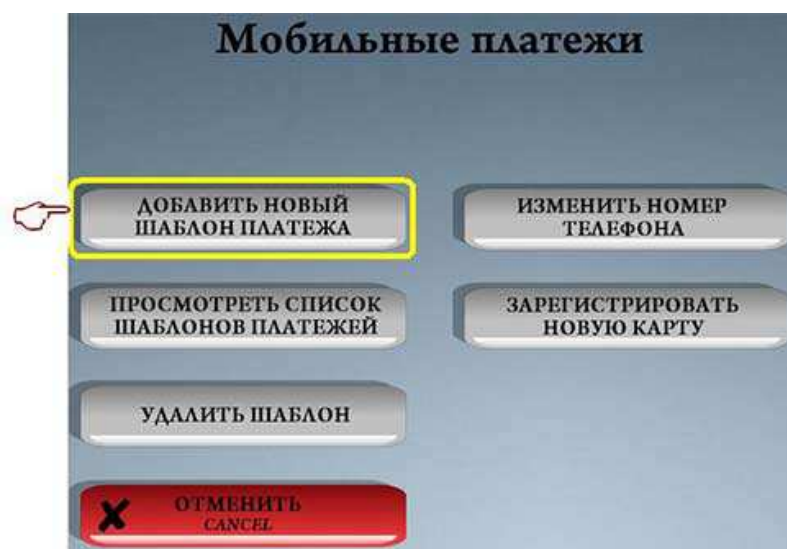 Мобильные платежи
ДОБАВИТЬ НОВЫЙ
ШАБЛОН ПЛАТЕЖА
ИЗМЕНИТЬ НОМЕР
ТЕЛЕФОНА
ПРОСМОТРЕТЬ СПИСОК
ШАБЛОНОВ ПЛАТЕЖЕЙ
ЗАРЕГИСТРИРОВАТЬ
НОВУЮ КАРТУ
УДАЛИТЬ ШАБЛОН
ОТМЕНИТЬ
CANCEL